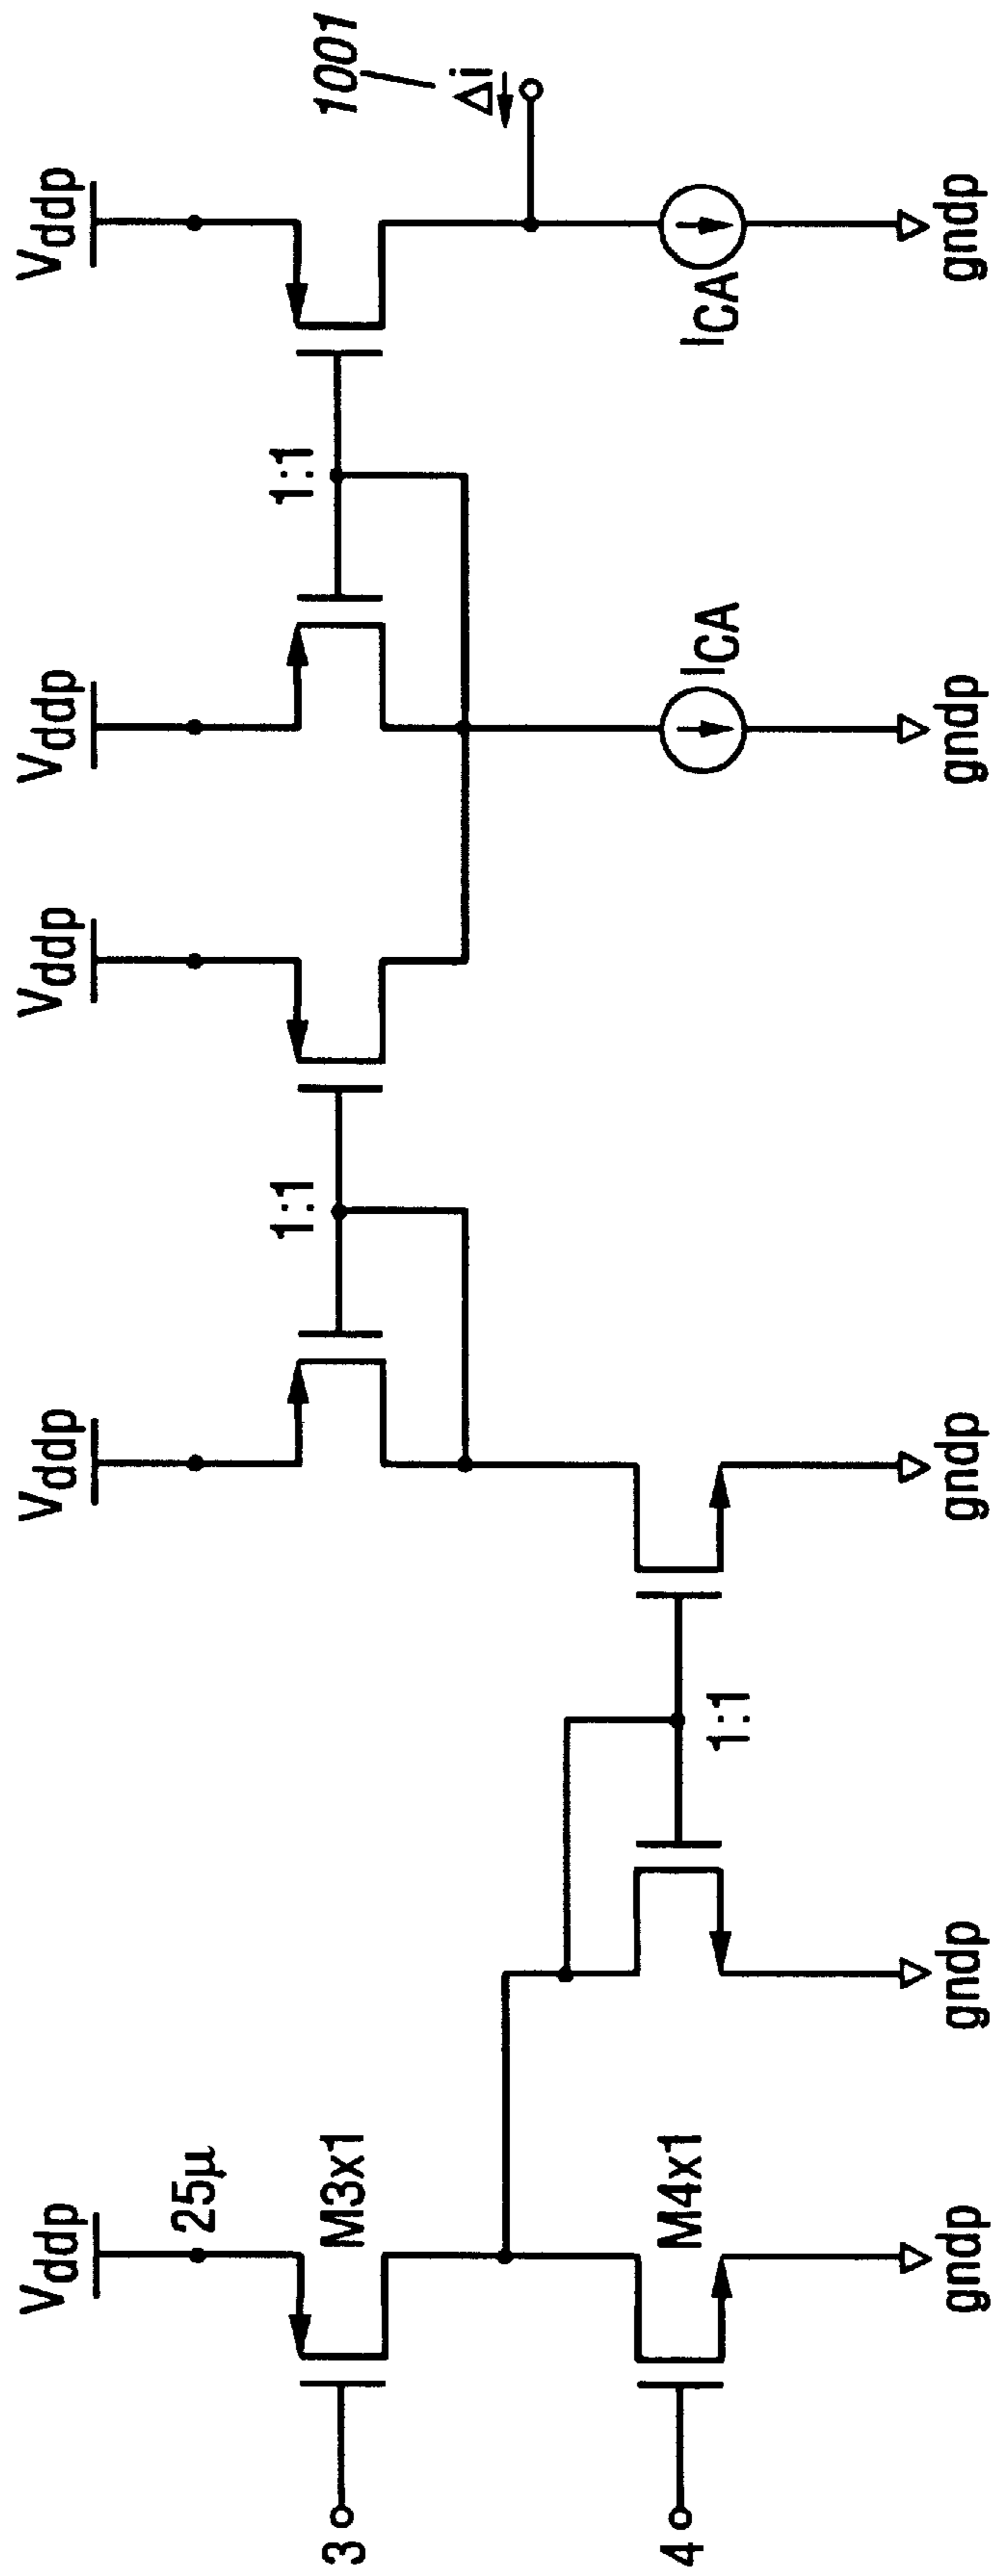 Vddp
Vddp
Vddp
Vddp
Vddp
25µ
1:1
1:1
1001
Δi
3
M3x1
4
M4x1
1:1
ICA
ICA
gndp
gndp
gndp
gndp
gndp